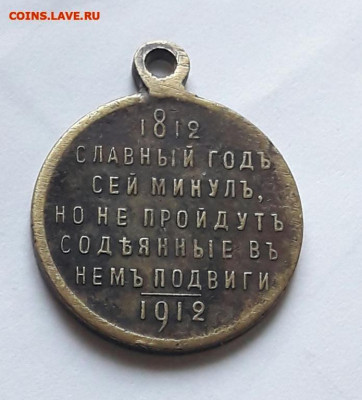 COINS.LAVE.RU
1812
СЛАВНЫЙ ГОДЪ
СЕЙ МИНУЛЪ,
НО НЕ ПРОЙДУТЪ
СОДѢЯННЫЕ ВЪ
НЕМЪ ПОДВИГИ
1912